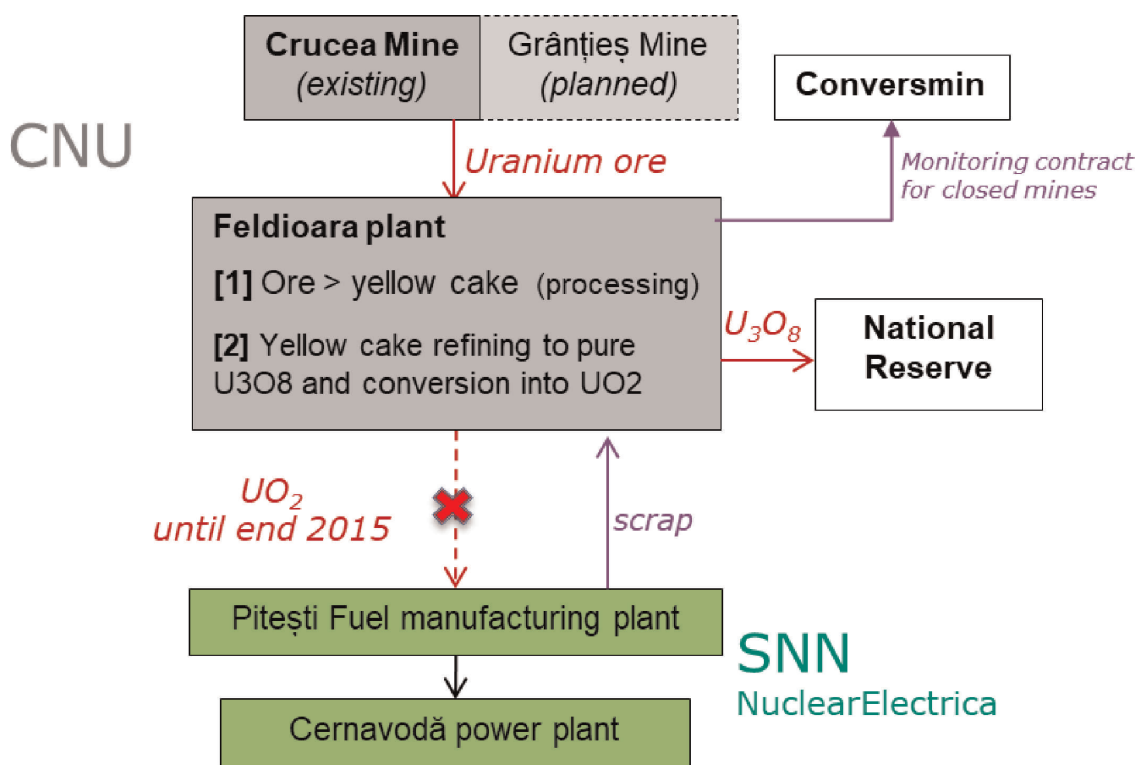 Crucea Mine
(existing)
Grânțieș Mine
(planned)
Conversmin
CNU
Uranium ore
Monitoring contract
for closed mines
Feldioara plant
[1] Ore > yellow cake (processing)
[2] Yellow cake refining to pure
U3O8 and conversion into UO2
U₃O₈
National
Reserve
UO₂
until end 2015
scrap
Pitești Fuel manufacturing plant
SNN
NuclearElectrica
Cernavodă power plant